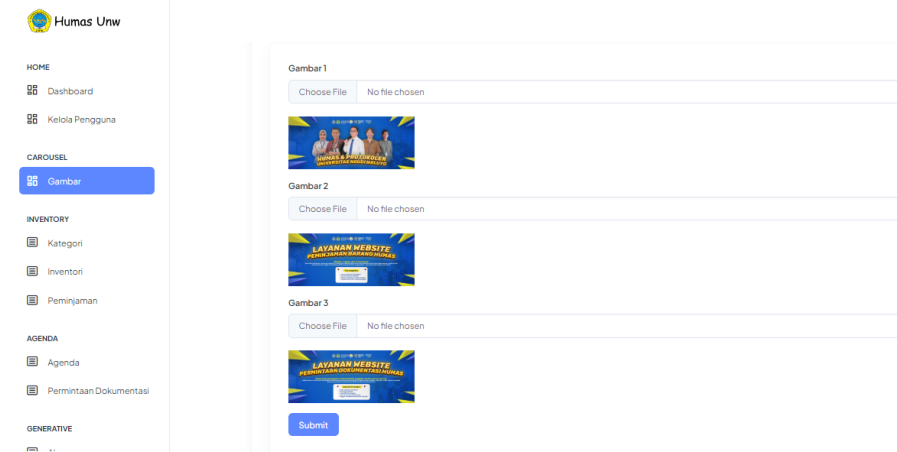 Humas Unw
HOME
Dashboard
Kelola Pengguna
CAROUSEL
Gambar
INVENTORY
Kategori
Inventori
Peminjaman
AGENDA
Agenda
Permintaan Dokumentasi
GENERATIVE
Gambar 1
Choose File No file chosen
HUMAS & PROTOKOLER
UNIVERSITAS NGUDI WALUYO
Gambar 2
Choose File No file chosen
LAYANAN WEBSITE
PEMINJAMAN BARANG HUMAS
Gambar 3
Choose File No file chosen
LAYANAN WEBSITE
PERMINTAAN DOKUMENTASI HUMAS
Submit